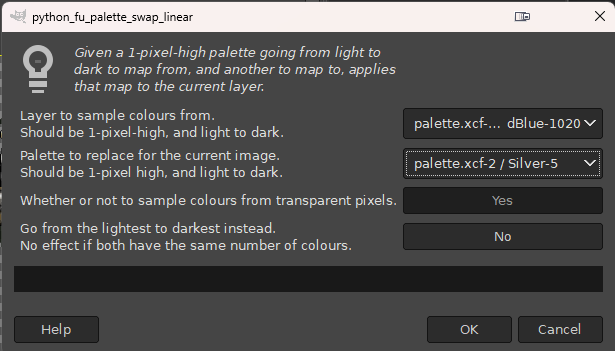 python_fu_palette_swap_linear
Given a 1-pixel-high palette going from light to
dark to map from, and another to map to, applies
that map to the current layer.
Layer to sample colours from.
Should be 1-pixel-high, and light to dark.
palette.xcf-... dBlue-1020
Palette to replace for the current image.
Should be 1-pixel high, and light to dark.
palette.xcf-2 / Silver-5
Whether or not to sample colours from transparent pixels.
Yes
Go from the lightest to darkest instead.
No effect if both have the same number of colours.
No
Help
OK
Cancel